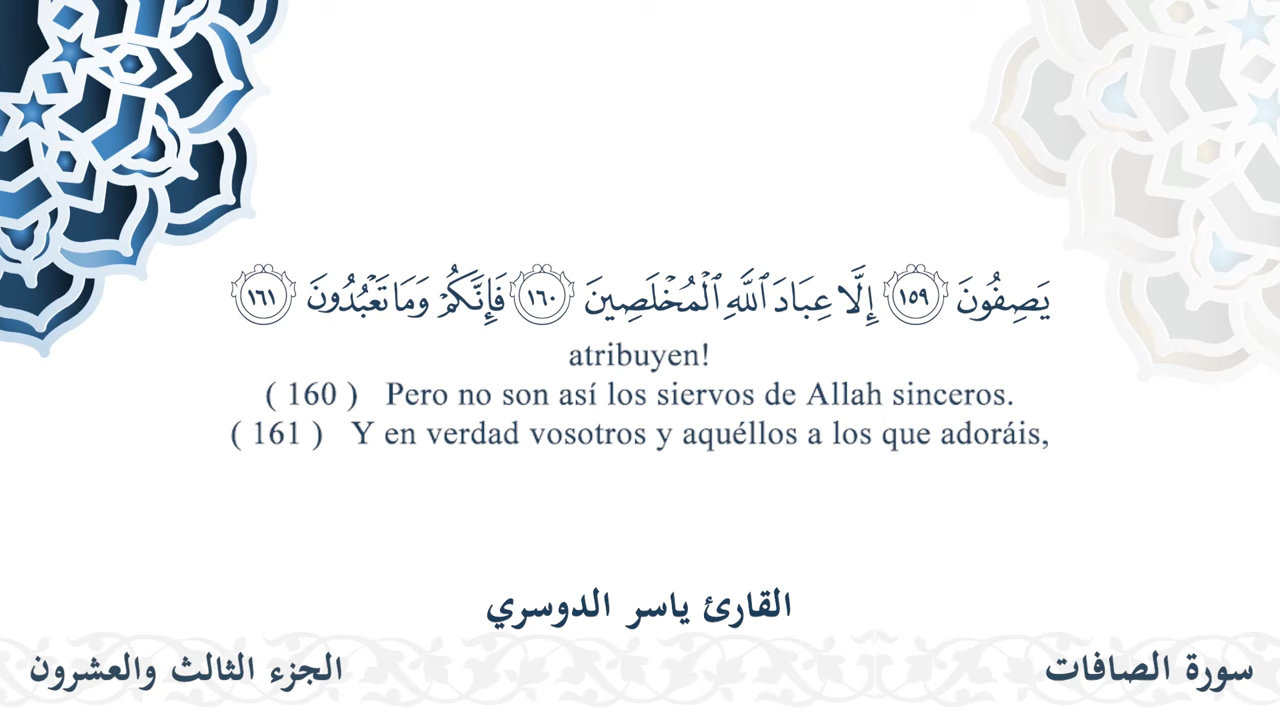 يَصِفُونَ ١٥٩ إِلَّا عِبَادَ ٱللَّهِ ٱلْمُخْلَصِينَ ١٦٠ فَإِنَّكُمْ وَمَا تَعْبُدُونَ ١٦١
atribuyen!
( 160 ) Pero no son así los siervos de Allah sinceros.
( 161 ) Y en verdad vosotros y aquéllos a los que adoráis,
القارئ ياسر الدوسري
سورة الصافات
الجزء الثالث والعشرون